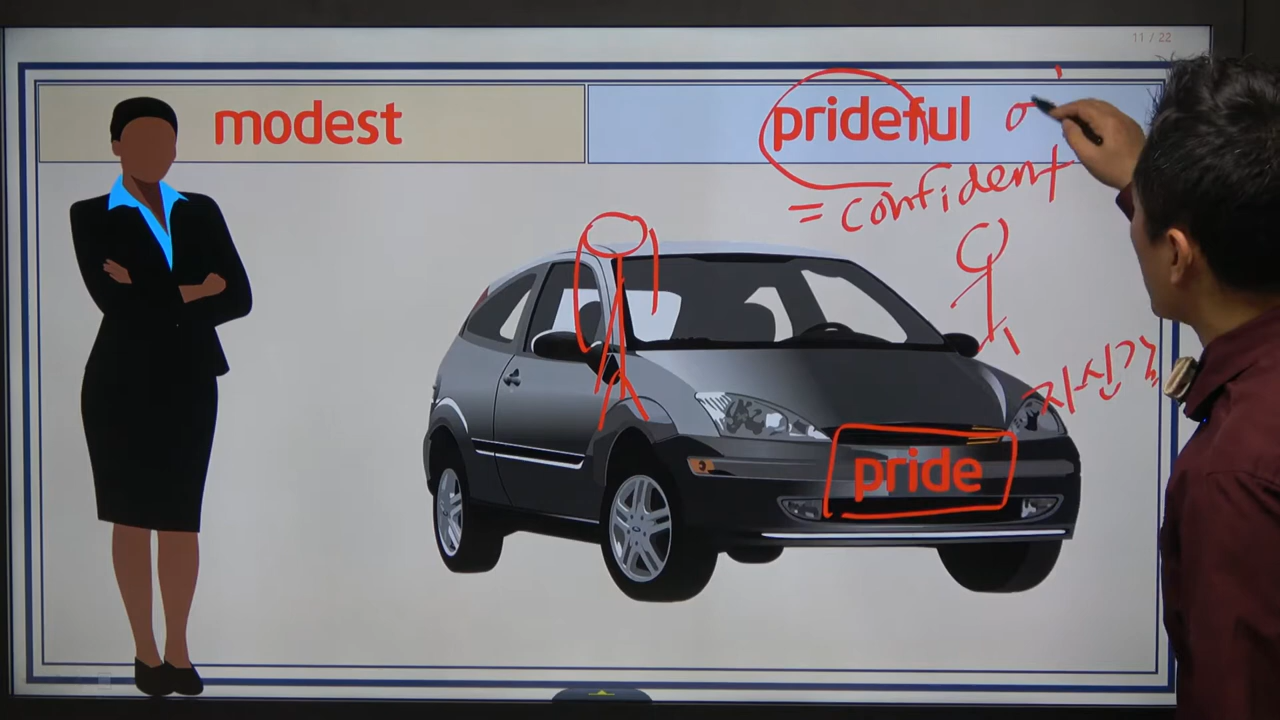 11 / 22
modest
prideful
= confident
자신감
pride